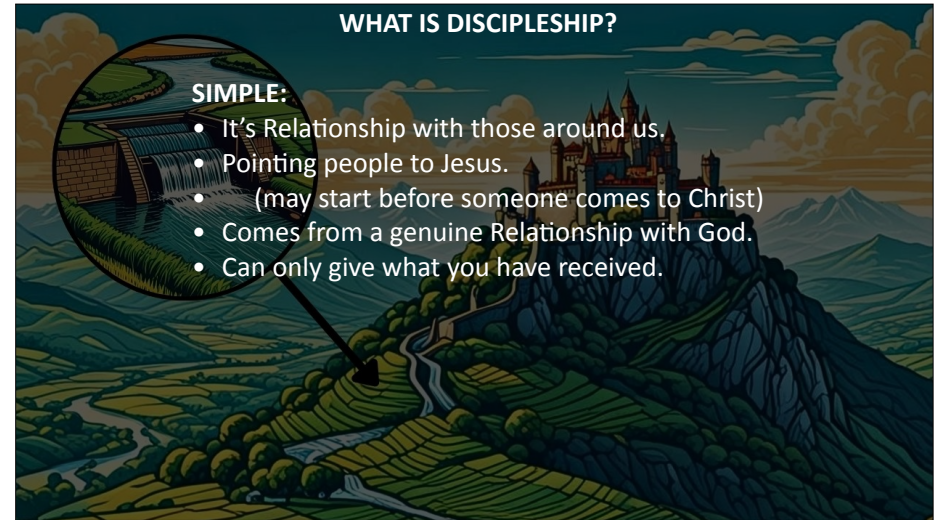 WHAT IS DISCIPLESHIP?
SIMPLE:
• It's Relationship with those around us.
• Pointing people to Jesus.
• (may start before someone comes to Christ)
• Comes from a genuine Relationship with God.
• Can only give what you have received.